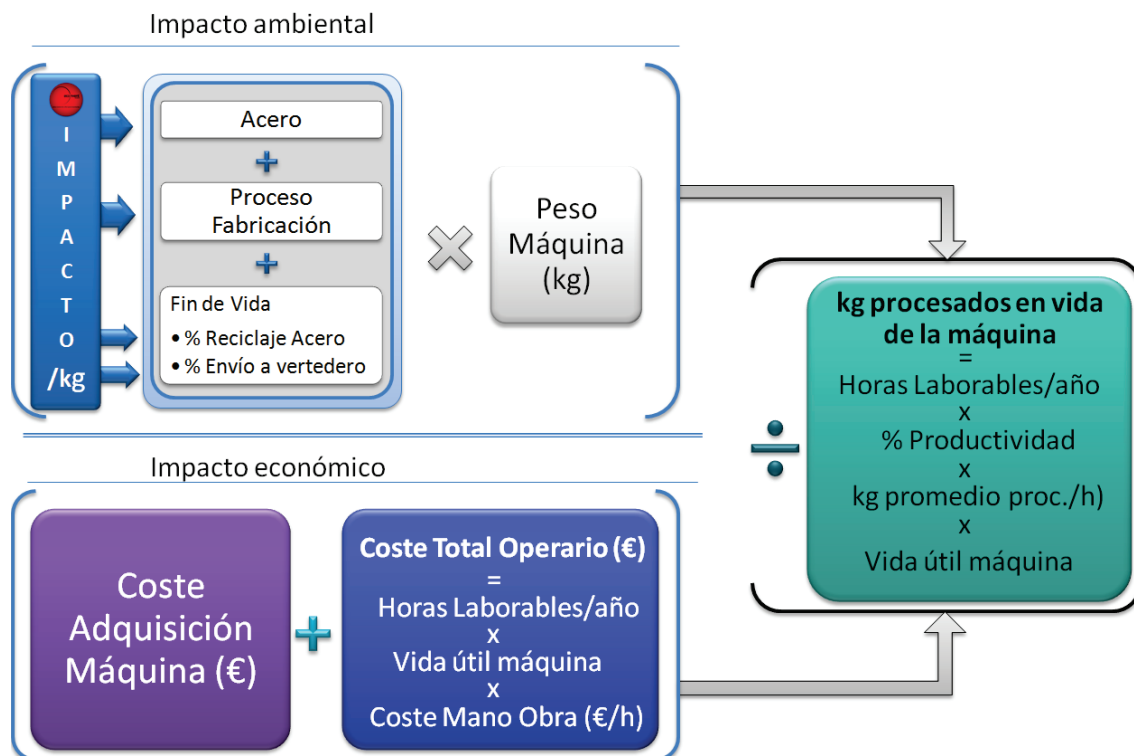 Impacto ambiental
IMPACTO
/kg
Acero
+
Proceso
Fabricación
+
Fin de Vida
• % Reciclaje Acero
• % Envío a vertedero
×
Peso
Máquina
(kg)
÷
kg procesados en vida
de la máquina
=
Horas Laborables/año
x
% Productividad
x
kg promedio proc./h)
x
Vida útil máquina
Impacto económico
Coste
Adquisición
Máquina (€)
+
Coste Total Operario (€)
=
Horas Laborables/año
x
Vida útil máquina
x
Coste Mano Obra (€/h)